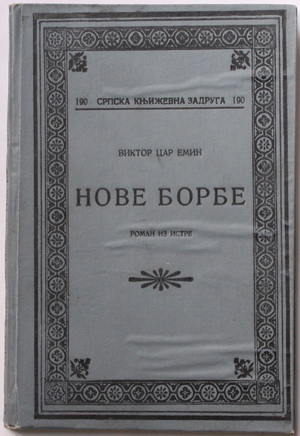 190 СРПСКА КЊИЖЕВНА ЗАДРУГА 190
ВИКТОР ЦАР ЕМИН
НОВЕ БОРБЕ
РОМАН ИЗ ИСТРЕ